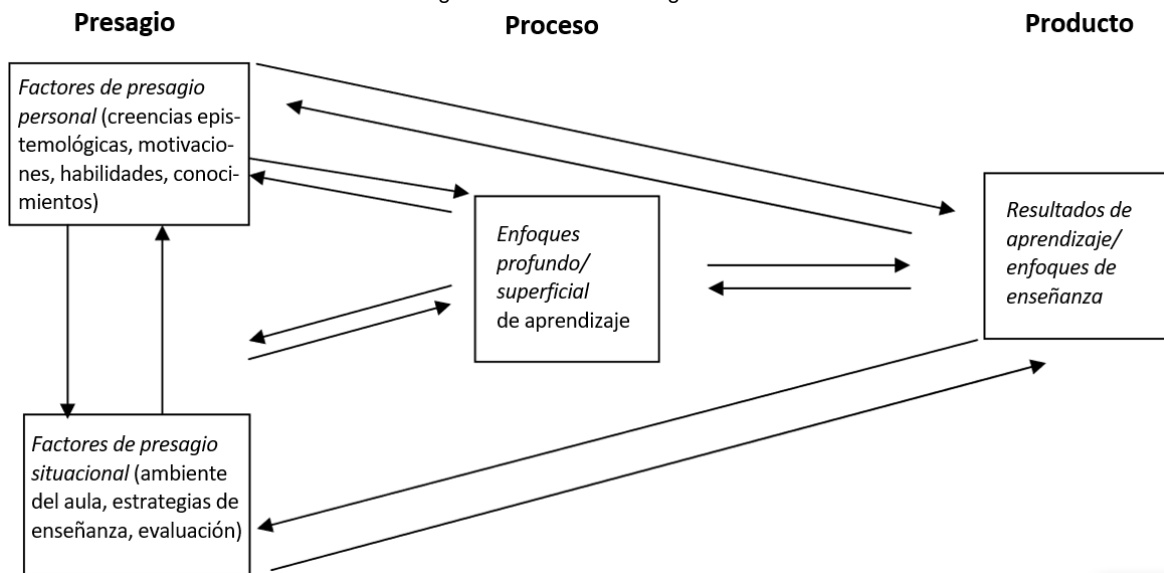 Presagio
Proceso
Producto
Factores de presagio
personal (creencias epis-
temológicas, motivacio-
nes, habilidades, conoci-
mientos)
Enfoques
profundo/
superficial
de aprendizaje
Resultados de
aprendizaje/
enfoques de
enseñanza
Factores de presagio
situacional (ambiente
del aula, estrategias de
enseñanza, evaluación)